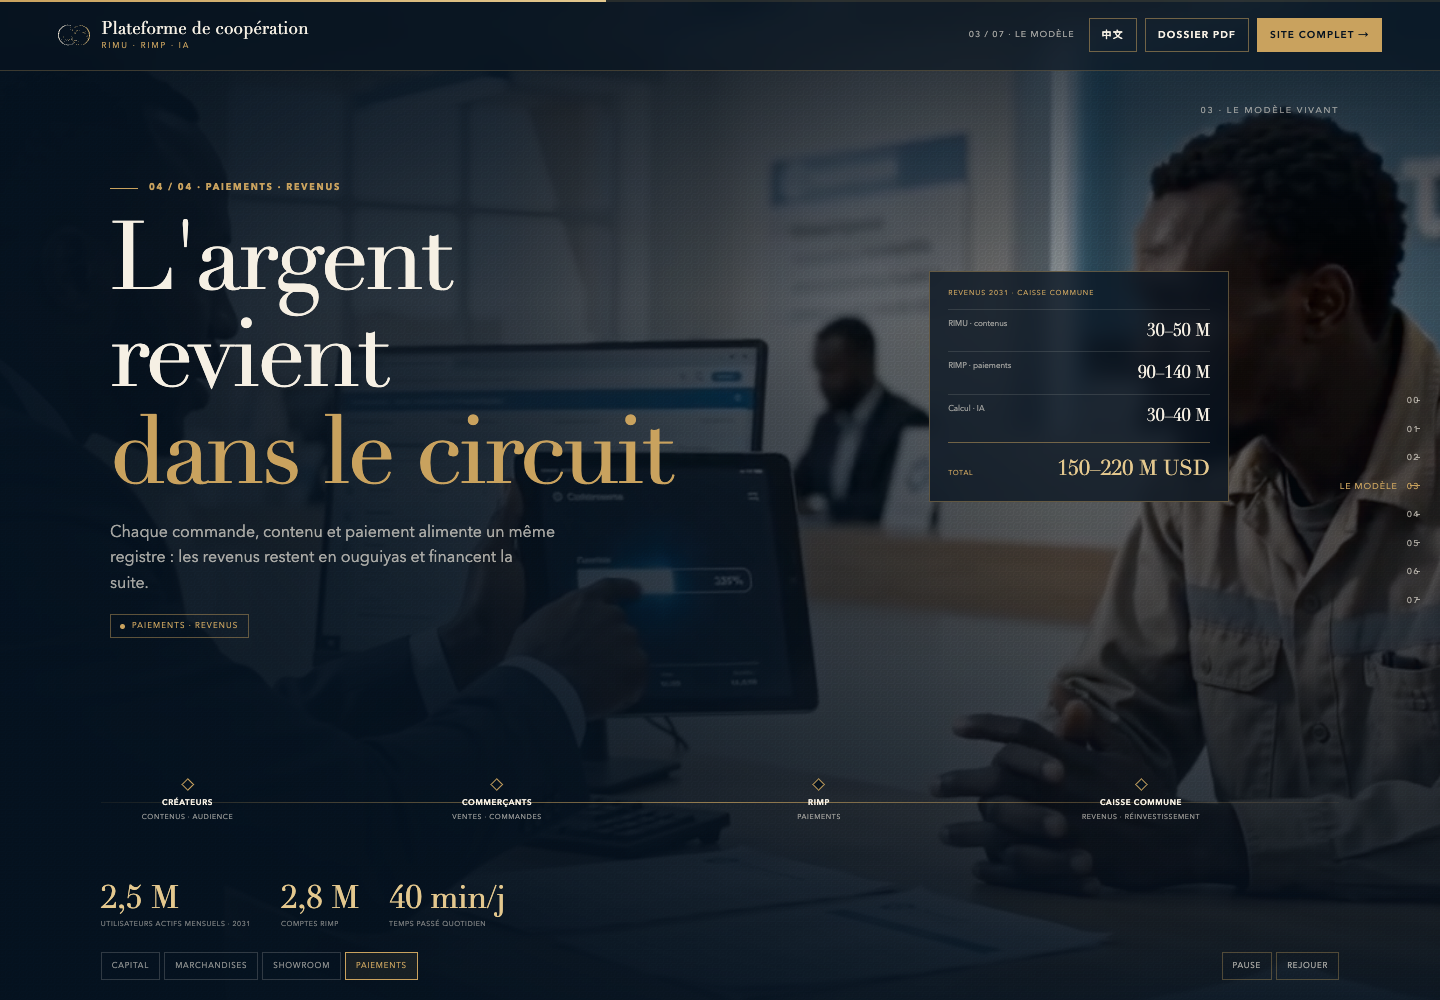 Plateforme de coopération
RIMU · RIMP · IA
03 / 07 · LE MODÈLE
中文
DOSSIER PDF
SITE COMPLET →
03 · LE MODÈLE VIVANT
04 / 04 · PAIEMENTS · REVENUS
L'argent
revient
dans le circuit
Chaque commande, contenu et paiement alimente un même
registre : les revenus restent en ouguiyas et financent la
suite.
PAIEMENTS · REVENUS
REVENUS 2031 · CAISSE COMMUNE
RIMU · contenus 30–50 M
RIMP · paiements 90–140 M
Calcul · IA 30–40 M
TOTAL 150–220 M USD
00
01
02
LE MODÈLE 03
04
05
06
07
CRÉATEURS
CONTENUS · AUDIENCE
COMMERÇANTS
VENTES · COMMANDES
RIMP
PAIEMENTS
CAISSE COMMUNE
REVENUS · RÉINVESTISSEMENT
2,5 M
UTILISATEURS ACTIFS MENSUELS · 2031
2,8 M
COMPTES RIMP
40 min/j
TEMPS PASSÉ QUOTIDIEN
CAPITAL
MARCHANDISES
SHOWROOM
PAIEMENTS
PAUSE
REJOUER